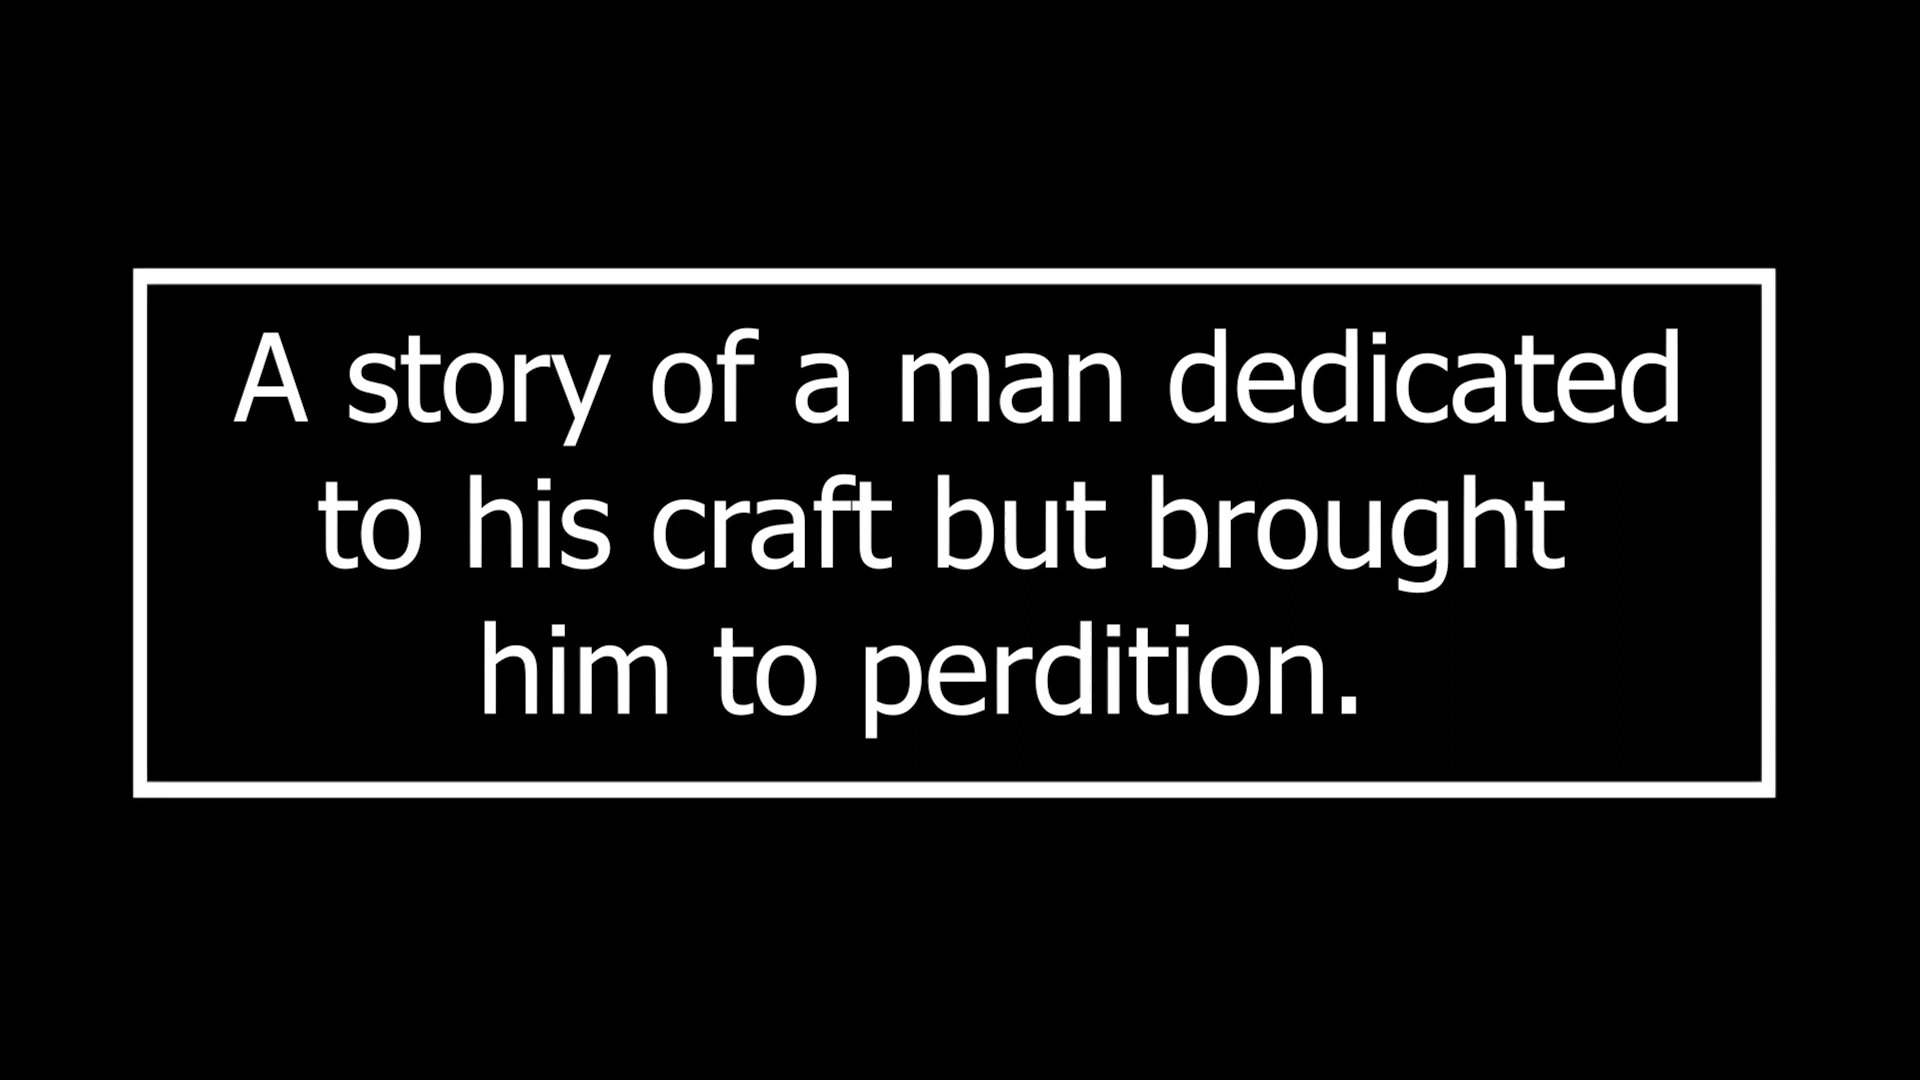 A story of a man dedicated
to his craft but brought
him to perdition.